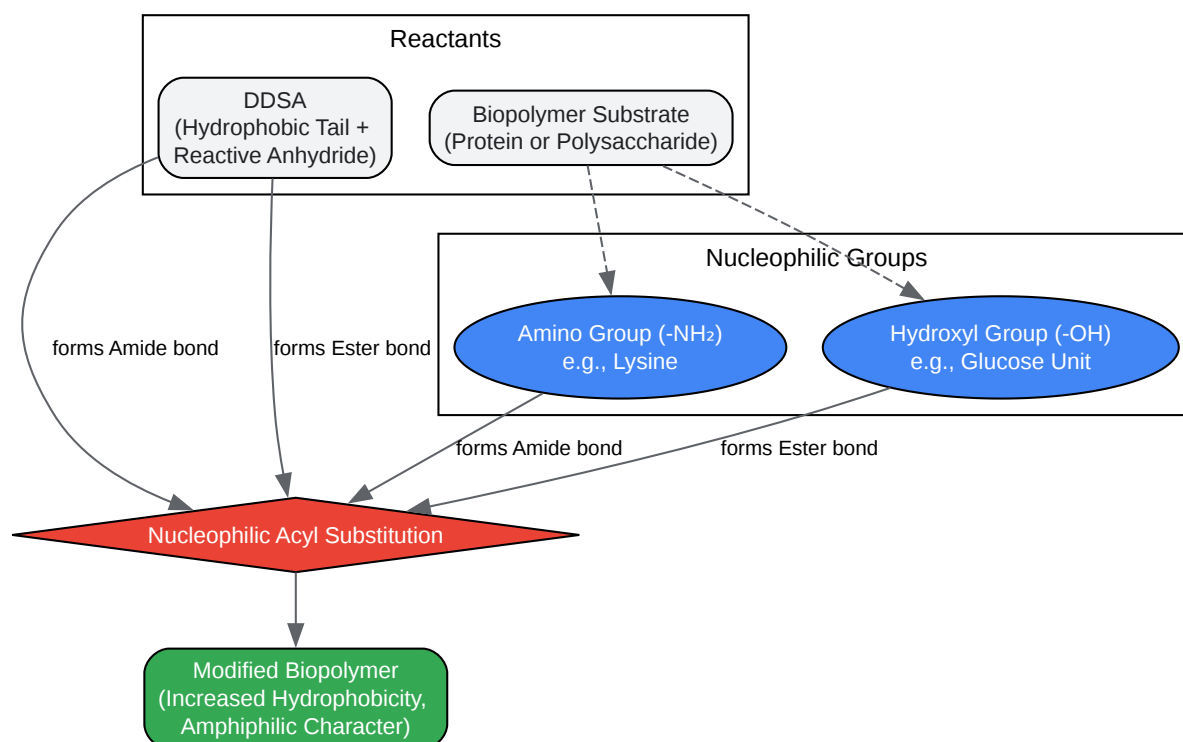 Reactants
DDSA
(Hydrophobic Tail +
Reactive Anhydride)
Biopolymer Substrate
(Protein or Polysaccharide)
Nucleophilic Groups
Amino Group (-NH₂)
e.g., Lysine
Hydroxyl Group (-OH)
e.g., Glucose Unit
forms Amide bond
forms Ester bond
forms Amide bond
forms Ester bond
Nucleophilic Acyl Substitution
Modified Biopolymer
(Increased Hydrophobicity,
Amphiphilic Character)